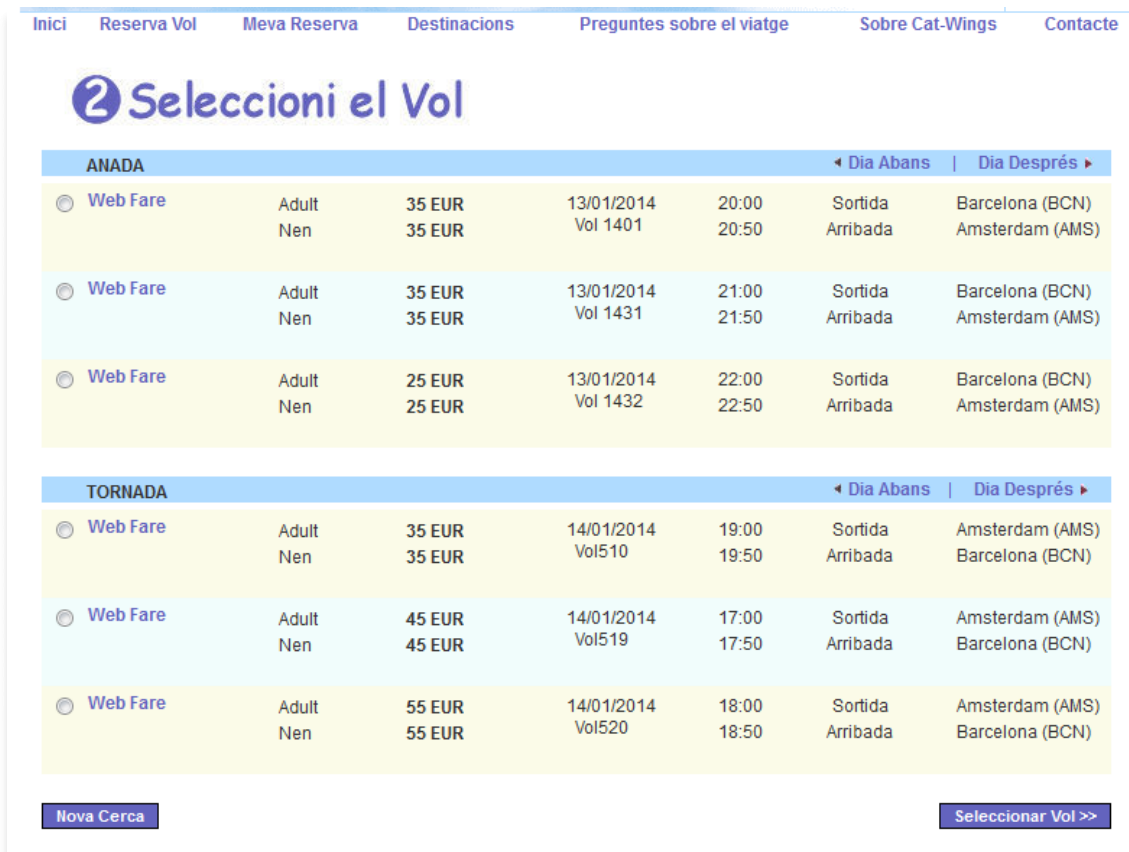 Inici Reserva Vol Meva Reserva Destinacions Preguntes sobre el viatge Sobre Cat-Wings Contacte
2 Seleccioni el Vol
ANADA Dia Abans | Dia Després
Web Fare Adult 35 EUR 13/01/2014 20:00 Sortida Barcelona (BCN)
Nen 35 EUR Vol 1401 20:50 Arribada Amsterdam (AMS)
Web Fare Adult 35 EUR 13/01/2014 21:00 Sortida Barcelona (BCN)
Nen 35 EUR Vol 1431 21:50 Arribada Amsterdam (AMS)
Web Fare Adult 25 EUR 13/01/2014 22:00 Sortida Barcelona (BCN)
Nen 25 EUR Vol 1432 22:50 Arribada Amsterdam (AMS)
TORNADA Dia Abans | Dia Després
Web Fare Adult 35 EUR 14/01/2014 19:00 Sortida Amsterdam (AMS)
Nen 35 EUR Vol510 19:50 Arribada Barcelona (BCN)
Web Fare Adult 45 EUR 14/01/2014 17:00 Sortida Amsterdam (AMS)
Nen 45 EUR Vol519 17:50 Arribada Barcelona (BCN)
Web Fare Adult 55 EUR 14/01/2014 18:00 Sortida Amsterdam (AMS)
Nen 55 EUR Vol520 18:50 Arribada Barcelona (BCN)
Nova Cerca Seleccionar Vol >>